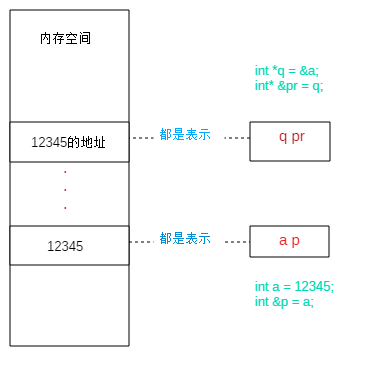 内存空间
int *q = &a;
int* &pr = q;
12345的地址
都是表示
q pr
12345
都是表示
a p
int a = 12345;
int &p = a;